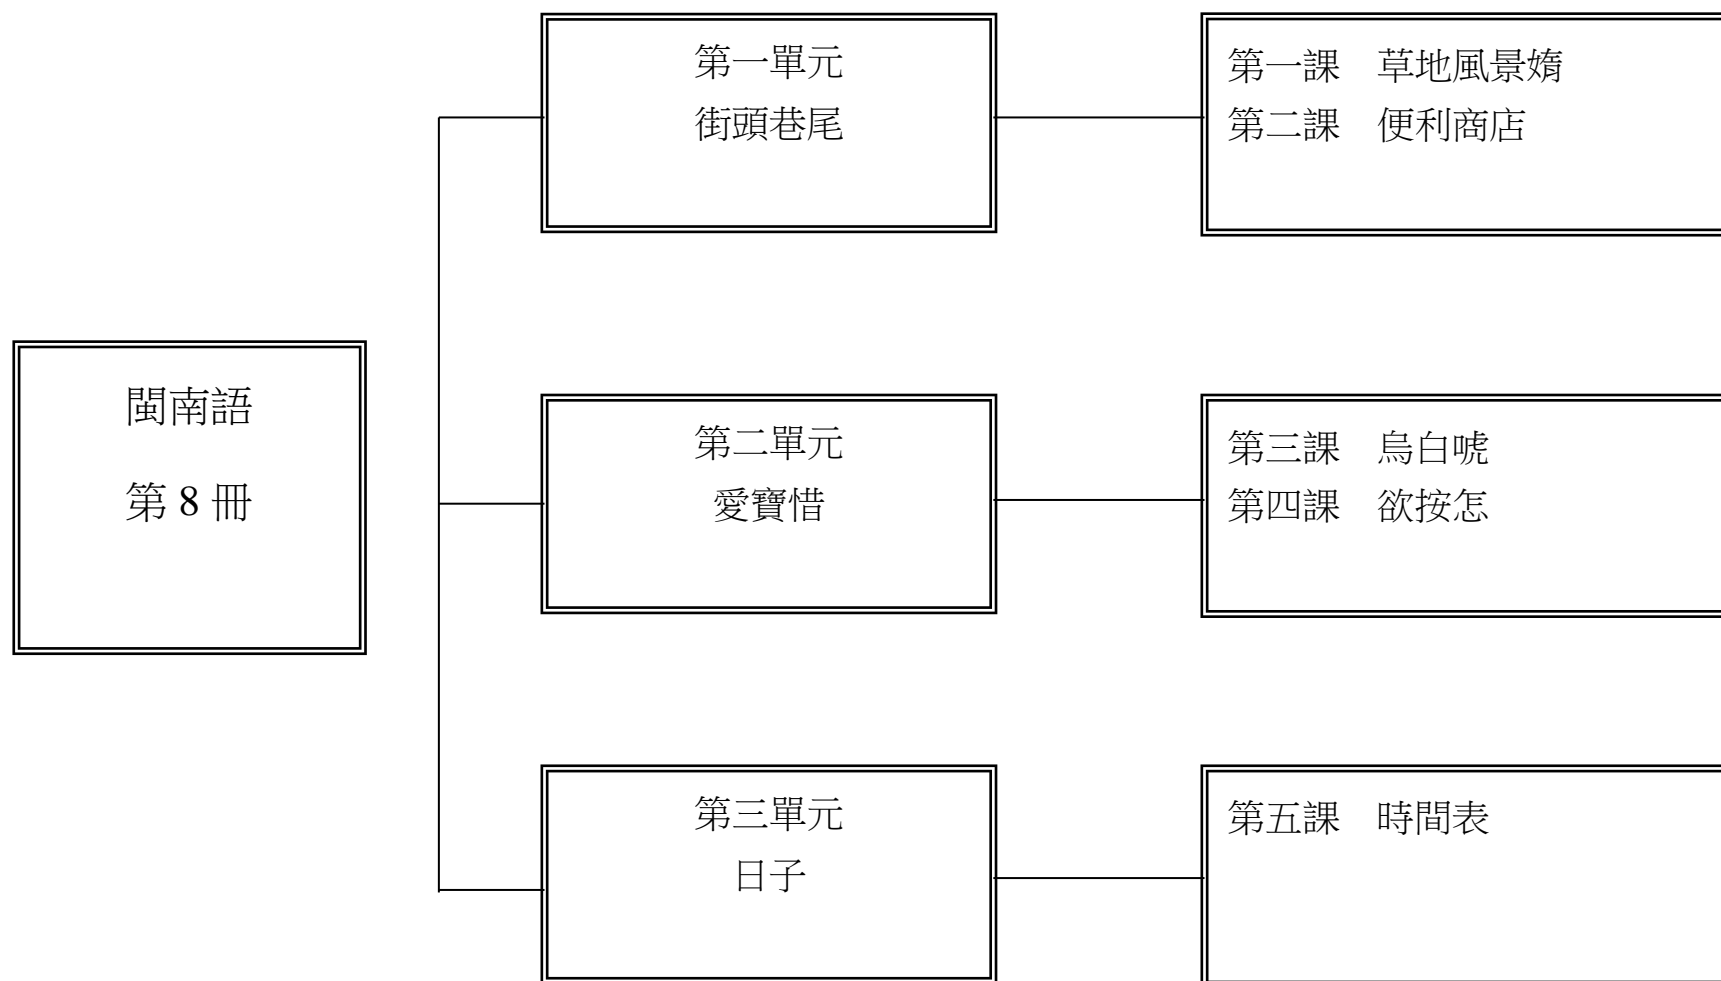 閩南語
第 8 冊
第一單元
街頭巷尾
第一課　草地風景媠
第二課　便利商店
第二單元
愛寶惜
第三課　烏白唬
第四課　欲按怎
第三單元
日子
第五課　時間表